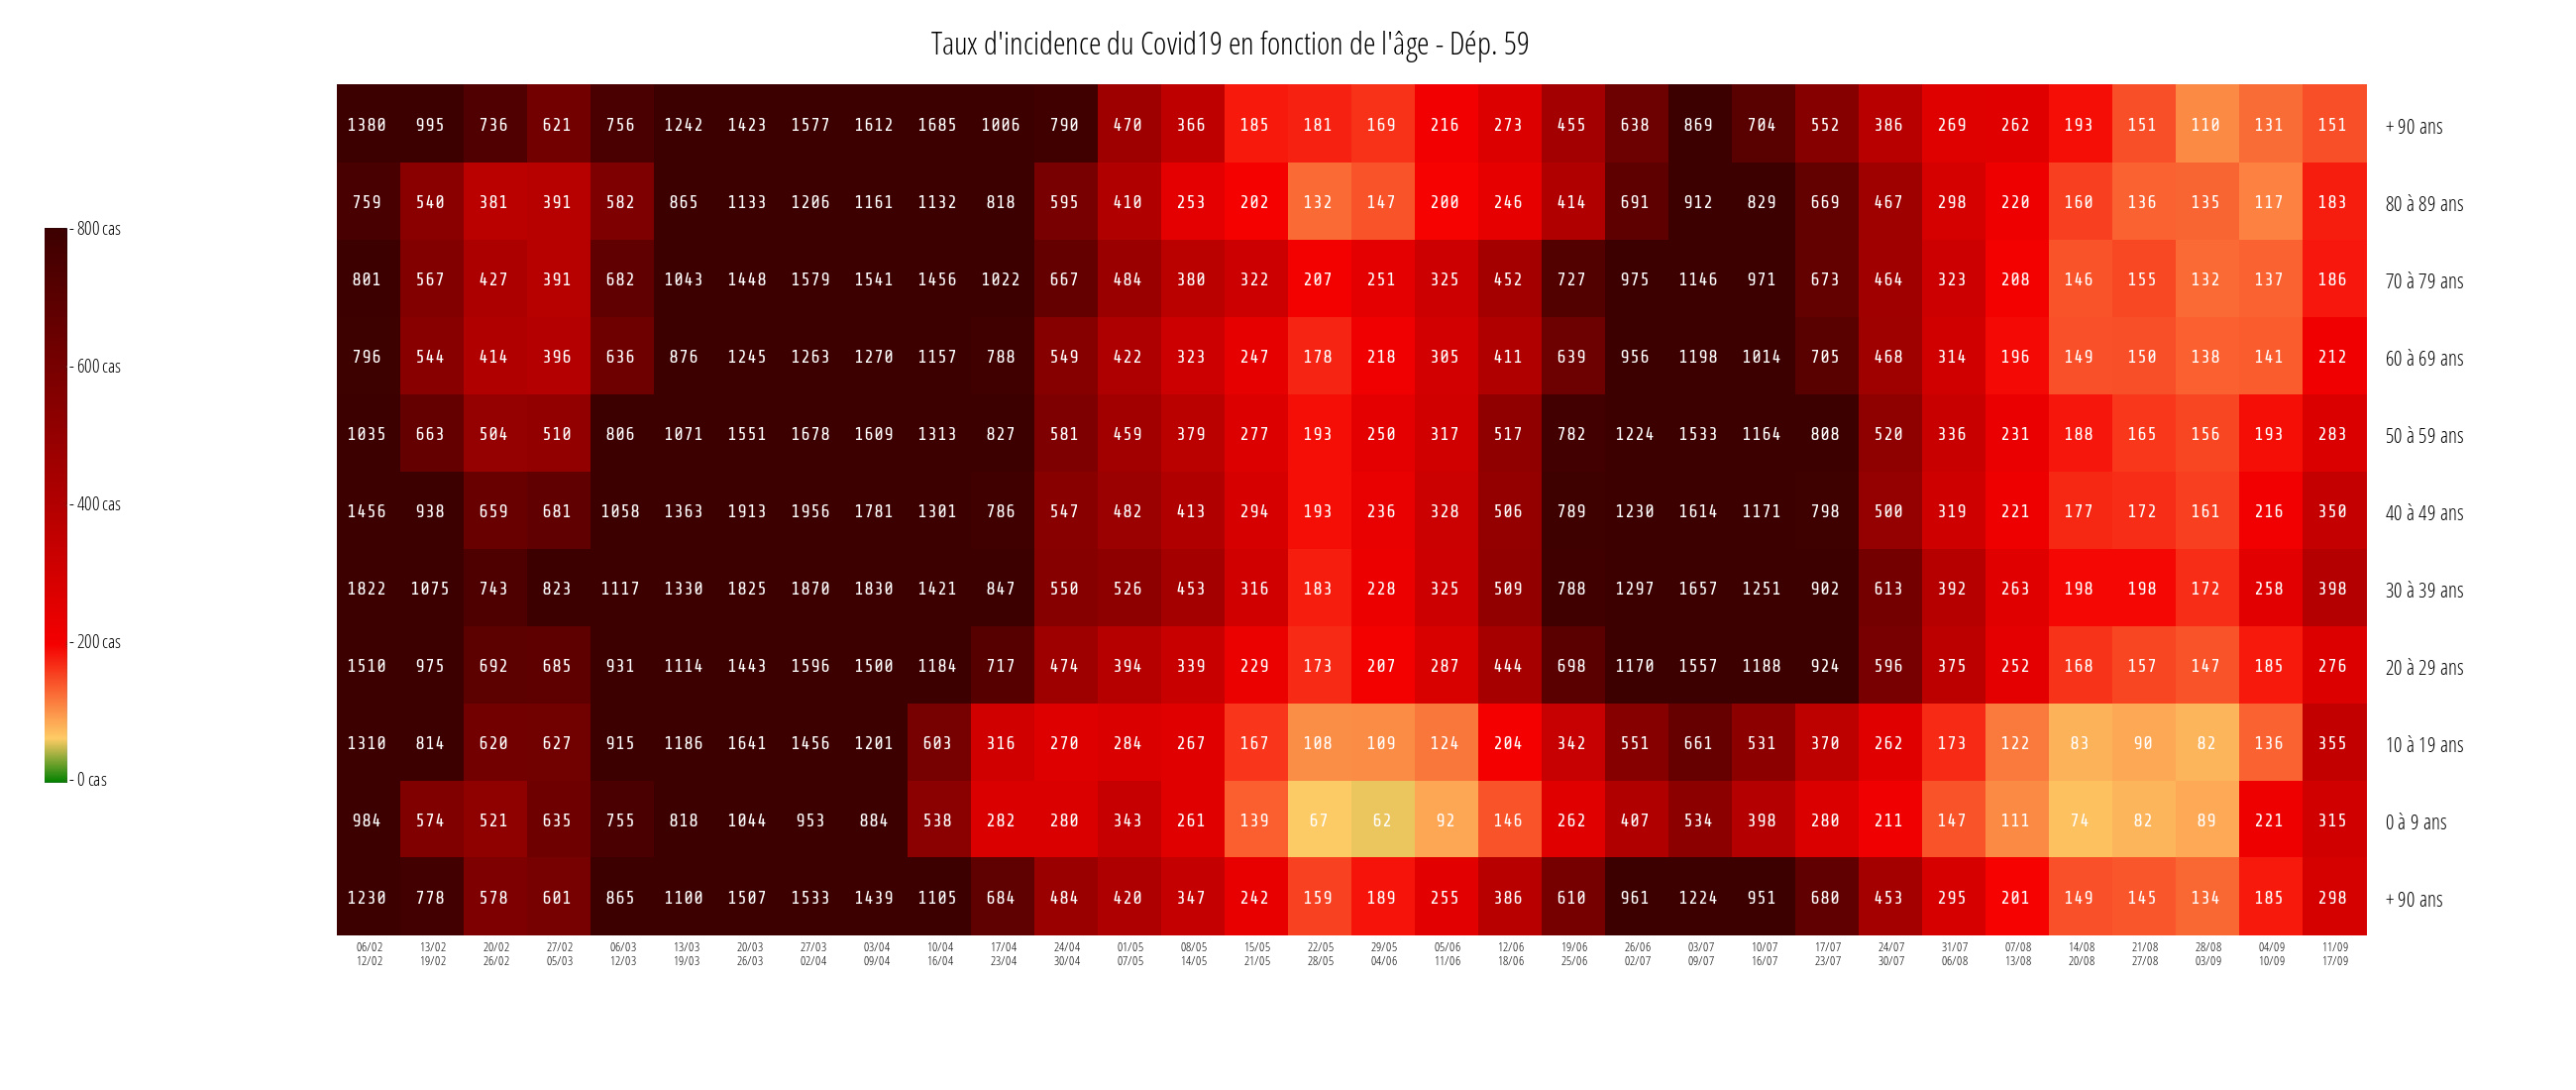 Taux d'incidence du Covid19 en fonction de l'âge - Dép. 59
1380 995 736 621 756 1242 1423 1577 1612 1685 1006 790 470 366 185 181 169 216 273 455 638 869 704 552 386 269 262 193 151 110 131 151 + 90 ans
759 540 381 391 582 865 1133 1206 1161 1132 818 595 410 253 202 132 147 200 246 414 691 912 829 669 467 298 220 160 136 135 117 183 80 à 89 ans
- 800 cas
801 567 427 391 682 1043 1448 1579 1541 1456 1022 667 484 380 322 207 251 325 452 727 975 1146 971 673 464 323 208 146 155 132 137 186 70 à 79 ans
796 544 414 396 636 876 1245 1263 1270 1157 788 549 422 323 247 178 218 305 411 639 956 1198 1014 705 468 314 196 149 150 138 141 212 60 à 69 ans
- 600 cas
1035 663 504 510 806 1071 1551 1678 1609 1313 827 581 459 379 277 193 250 317 517 782 1224 1533 1164 808 520 336 231 188 165 156 193 283 50 à 59 ans
- 400 cas
1456 938 659 681 1058 1363 1913 1956 1781 1301 786 547 482 413 294 193 236 328 506 789 1230 1614 1171 798 500 319 221 177 172 161 216 350 40 à 49 ans
1822 1075 743 823 1117 1330 1825 1870 1830 1421 847 550 526 453 316 183 228 325 509 788 1297 1657 1251 902 613 392 263 198 198 172 258 398 30 à 39 ans
- 200 cas
1510 975 692 685 931 1114 1443 1596 1500 1184 717 474 394 339 229 173 207 287 444 698 1170 1557 1188 924 596 375 252 168 157 147 185 276 20 à 29 ans
1310 814 620 627 915 1186 1641 1456 1201 603 316 270 284 267 167 108 109 124 204 342 551 661 531 370 262 173 122 83 90 82 136 355 10 à 19 ans
- 0 cas
984 574 521 635 755 818 1044 953 884 538 282 280 343 261 139 67 62 92 146 262 407 534 398 280 211 147 111 74 82 89 221 315 0 à 9 ans
1230 778 578 601 865 1100 1507 1533 1439 1105 684 484 420 347 242 159 189 255 386 610 961 1224 951 680 453 295 201 149 145 134 185 298 + 90 ans
06/02 13/02 20/02 27/02 06/03 13/03 20/03 27/03 03/04 10/04 17/04 24/04 01/05 08/05 15/05 22/05 29/05 05/06 12/06 19/06 26/06 03/07 10/07 17/07 24/07 31/07 07/08 14/08 21/08 28/08 04/09 11/09
12/02 19/02 26/02 05/03 12/03 19/03 26/03 02/04 09/04 16/04 23/04 30/04 07/05 14/05 21/05 28/05 04/06 11/06 18/06 25/06 02/07 09/07 16/07 23/07 30/07 06/08 13/08 20/08 27/08 03/09 10/09 17/09